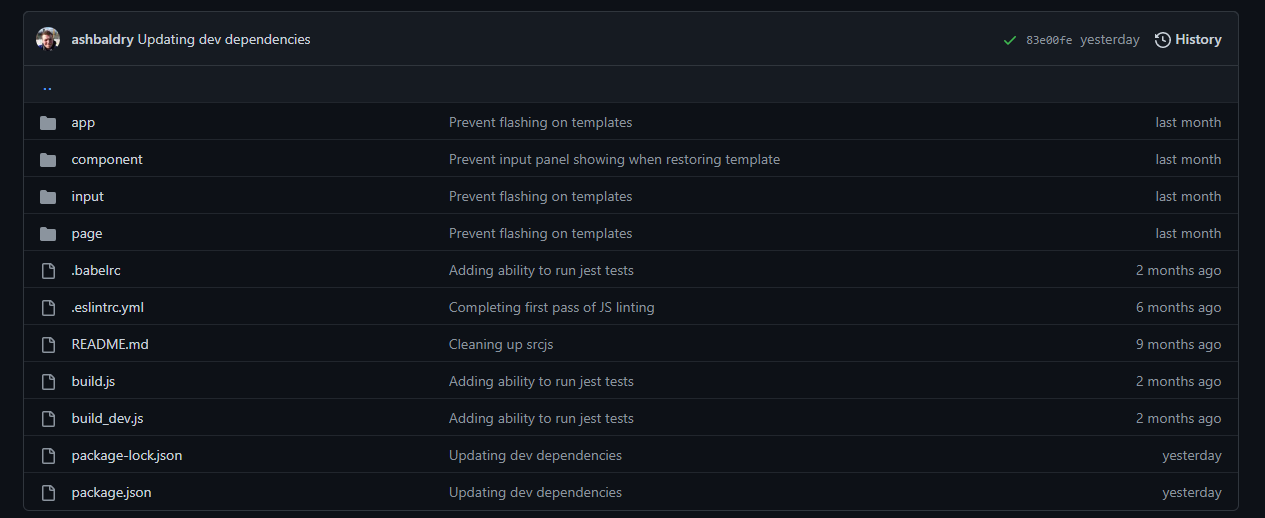 ashbaldry Updating dev dependencies 83e00fe yesterday History
..
app Prevent flashing on templates last month
component Prevent input panel showing when restoring template last month
input Prevent flashing on templates last month
page Prevent flashing on templates last month
.babelrc Adding ability to run jest tests 2 months ago
.eslintrc.yml Completing first pass of JS linting 6 months ago
README.md Cleaning up srcjs 9 months ago
build.js Adding ability to run jest tests 2 months ago
build_dev.js Adding ability to run jest tests 2 months ago
package-lock.json Updating dev dependencies yesterday
package.json Updating dev dependencies yesterday